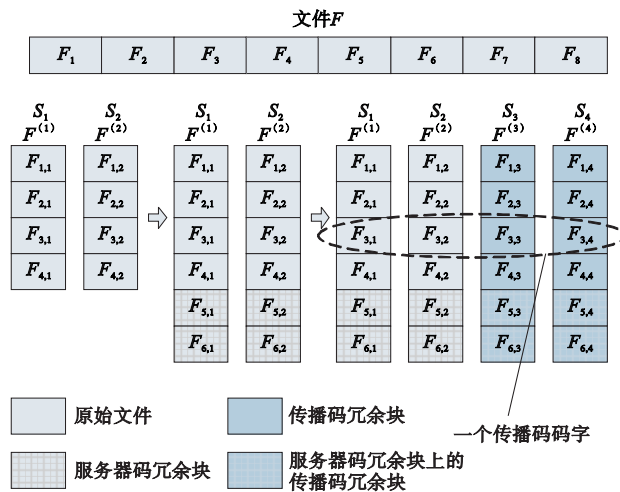 文件F
F₁ F₂ F₃ F₄ F₅ F₆ F₇ F₈
S₁ S₂ S₁ S₂ S₁ S₂ S₃ S₄
F⁽¹⁾ F⁽²⁾ F⁽¹⁾ F⁽²⁾ F⁽¹⁾ F⁽²⁾ F⁽³⁾ F⁽⁴⁾
F₁,₁ F₁,₂ F₁,₁ F₁,₂ F₁,₁ F₁,₂ F₁,₃ F₁,₄
F₂,₁ F₂,₂ F₂,₁ F₂,₂ F₂,₁ F₂,₂ F₂,₃ F₂,₄
F₃,₁ F₃,₂ F₃,₁ F₃,₂ F₃,₁ F₃,₂ F₃,₃ F₃,₄
F₄,₁ F₄,₂ F₄,₁ F₄,₂ F₄,₁ F₄,₂ F₄,₃ F₄,₄
F₅,₁ F₅,₂ F₅,₁ F₅,₂ F₅,₃ F₅,₄
F₆,₁ F₆,₂ F₆,₁ F₆,₂ F₆,₃ F₆,₄
原始文件
传播码冗余块
一个传播码码字
服务器码冗余块
服务器码冗余块上的
传播码冗余块